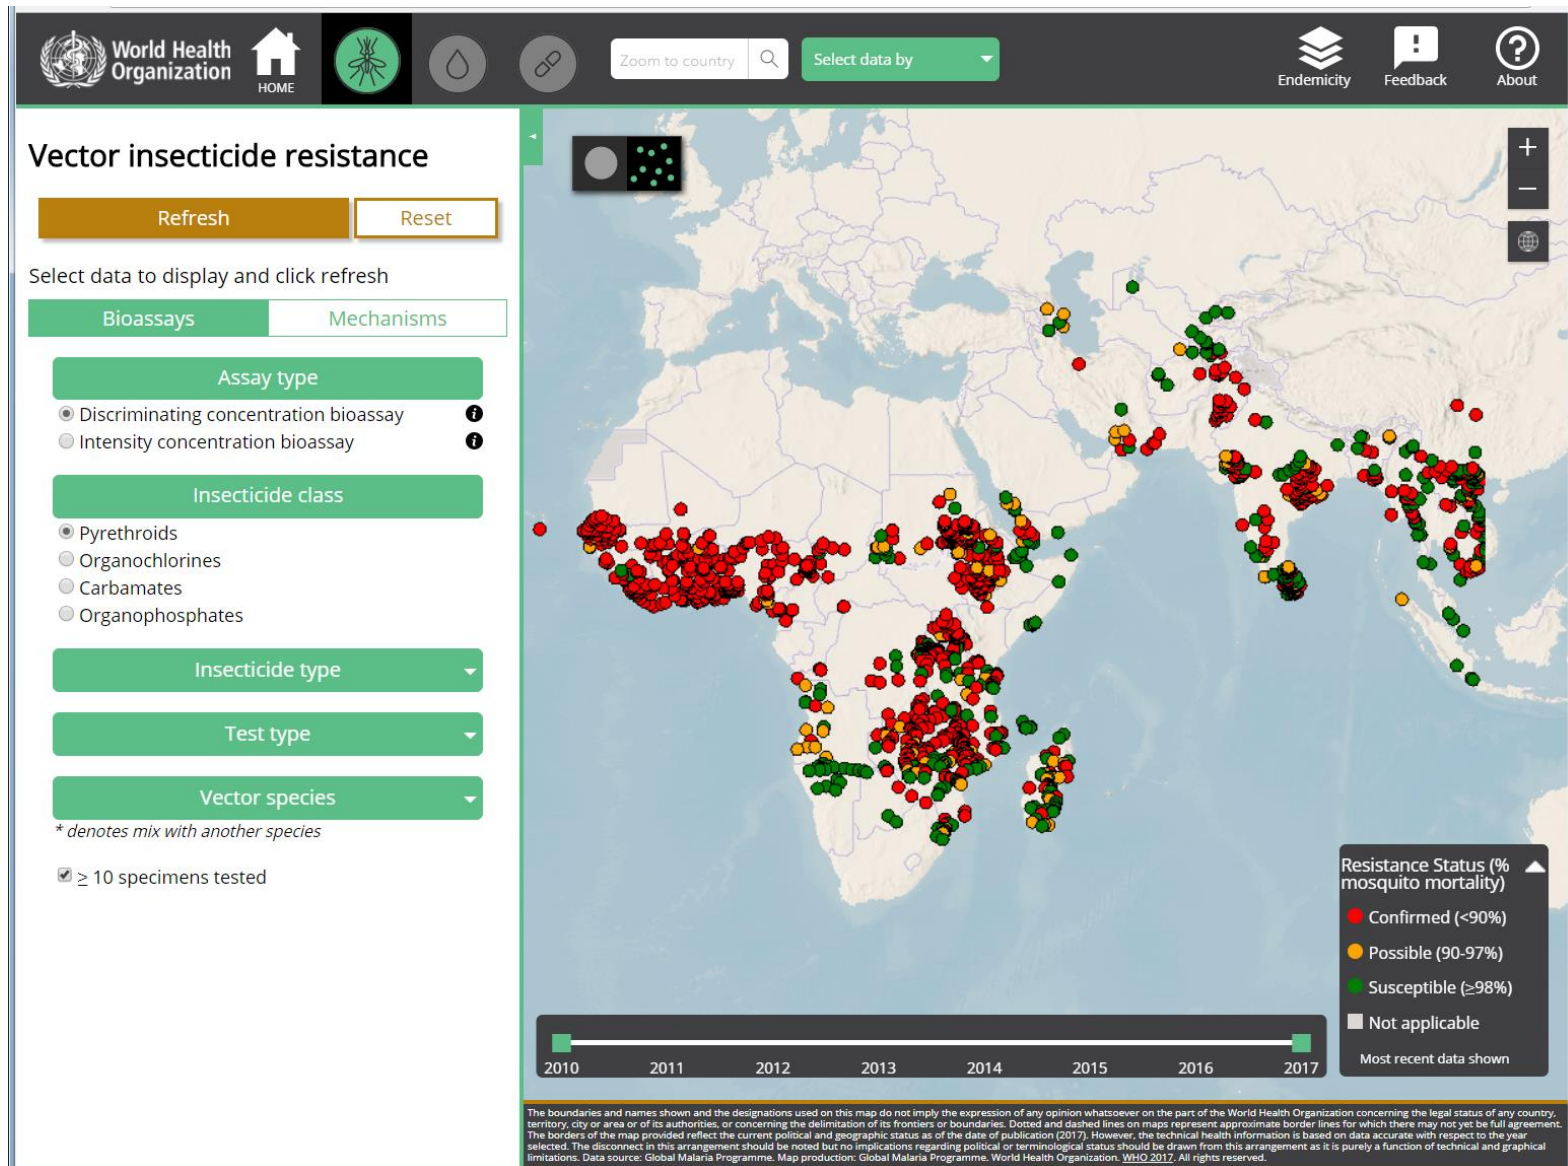 World Health
Organization
HOME
Zoom to country
Select data by
Endemicity
Feedback
About
Vector insecticide resistance
Refresh
Reset
Select data to display and click refresh
Bioassays
Mechanisms
Assay type
Discriminating concentration bioassay
Intensity concentration bioassay
Insecticide class
Pyrethroids
Organochlorines
Carbamates
Organophosphates
Insecticide type
Test type
Vector species
* denotes mix with another species
≥ 10 specimens tested
+
−
Resistance Status (%
mosquito mortality)
Confirmed (<90%)
Possible (90-97%)
Susceptible (≥98%)
Not applicable
Most recent data shown
2010 2011 2012 2013 2014 2015 2016 2017
The boundaries and names shown and the designations used on this map do not imply the expression of any opinion whatsoever on the part of the World Health Organization concerning the legal status of any country,
territory, city or area or of its authorities, or concerning the delimitation of its frontiers or boundaries. Dotted and dashed lines on maps represent approximate border lines for which there may not yet be full agreement.
The borders of the map provided reflect the current political and geographic status as of the date of publication (2017). However, the technical health information is based on data accurate with respect to the year
selected. The disconnect in this arrangement should be noted but no implications regarding political or terminological status should be drawn from this arrangement as it is purely a function of technical and graphical
limitations. Data source: Global Malaria Programme. Map production: Global Malaria Programme. World Health Organization. WHO 2017. All rights reserved.